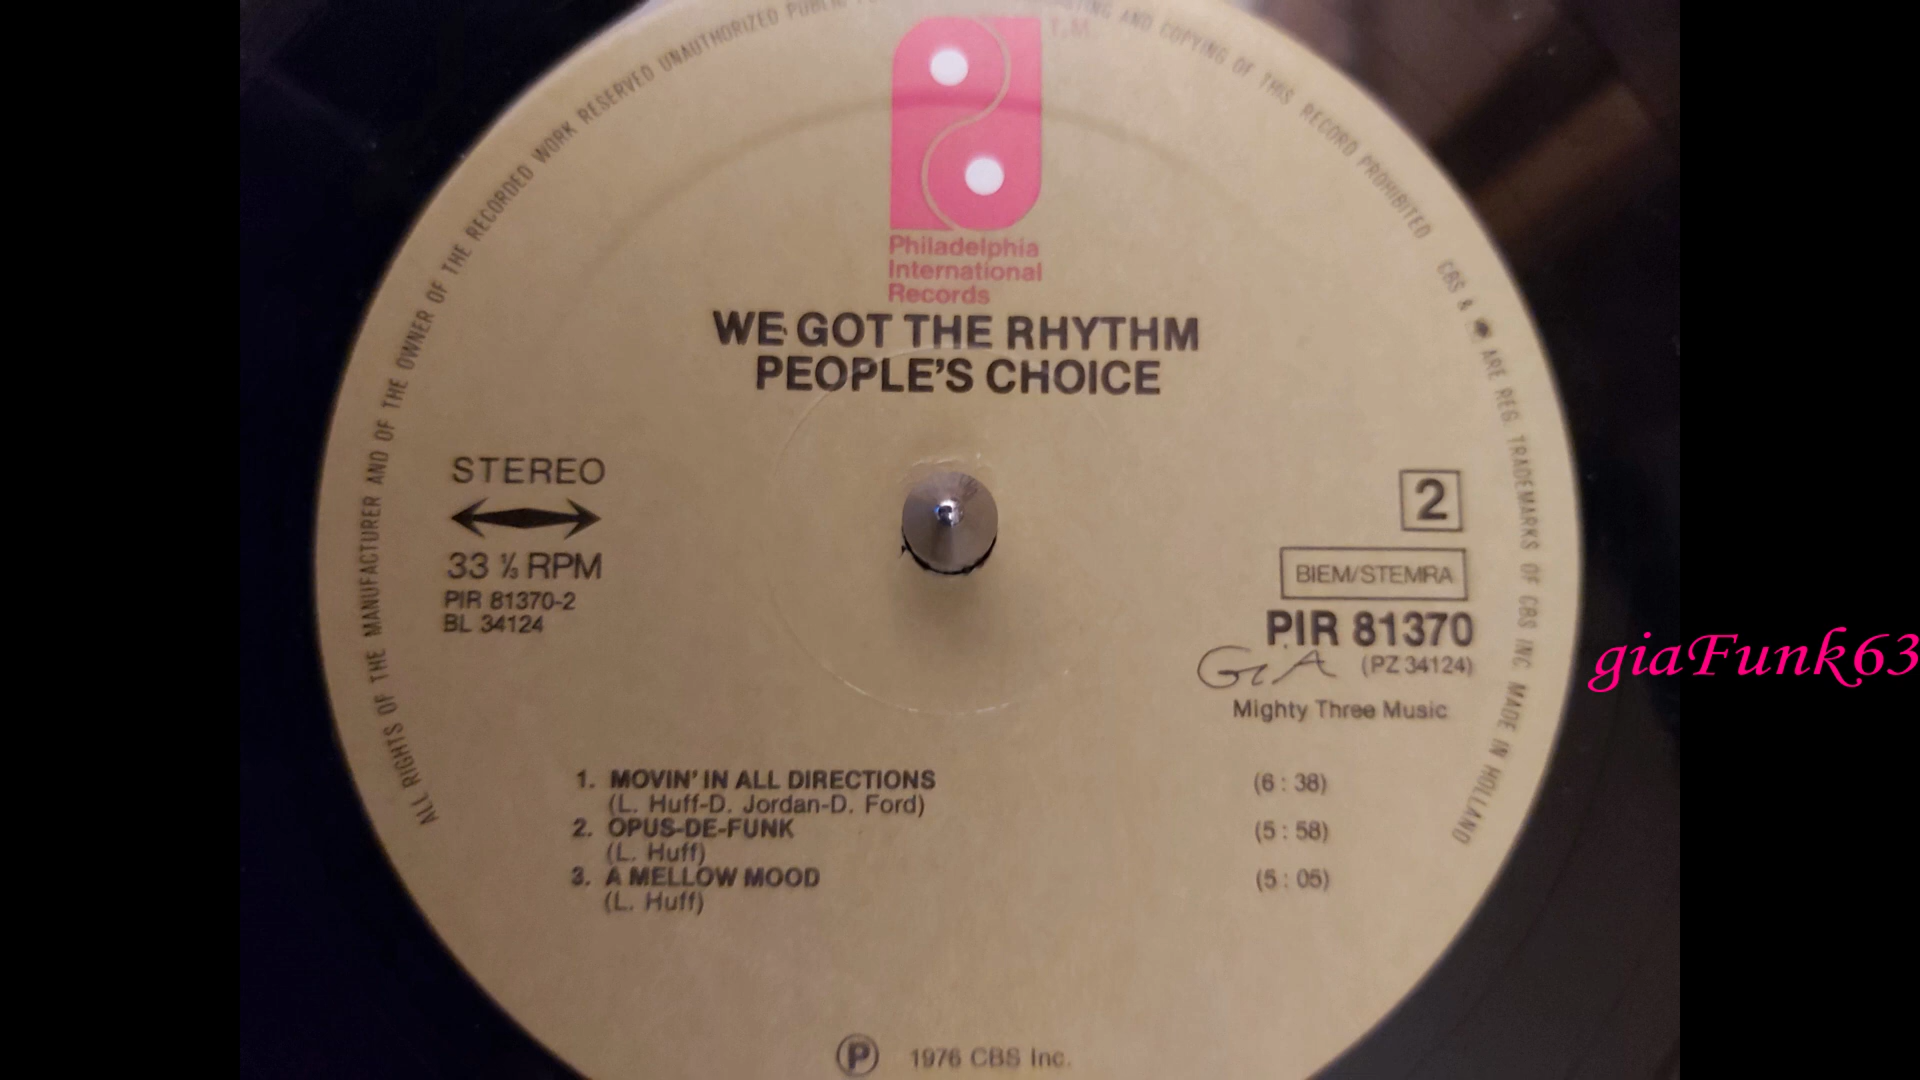 ALL RIGHTS OF THE MANUFACTURER AND OF THE OWNER OF THE RECORDED WORK RESERVED UNAUTHORIZED PUBLIC
AND COPYING OF THIS RECORD PROHIBITED
CBS & ARE REG. TRADEMARKS OF CBS INC. MADE IN HOLLAND
T.M.
Philadelphia
International
Records
WE GOT THE RHYTHM
PEOPLE'S CHOICE
STEREO
33 ⅓ RPM
PIR 81370-2
BL 34124
2
BIEM/STEMRA
PIR 81370
GiA (PZ 34124)
Mighty Three Music
giaFunk63
1. MOVIN' IN ALL DIRECTIONS (6 : 38)
(L. Huff-D. Jordan-D. Ford)
2. OPUS-DE-FUNK (5 : 58)
(L. Huff)
3. A MELLOW MOOD (5 : 05)
(L. Huff)
Ⓟ 1976 CBS Inc.